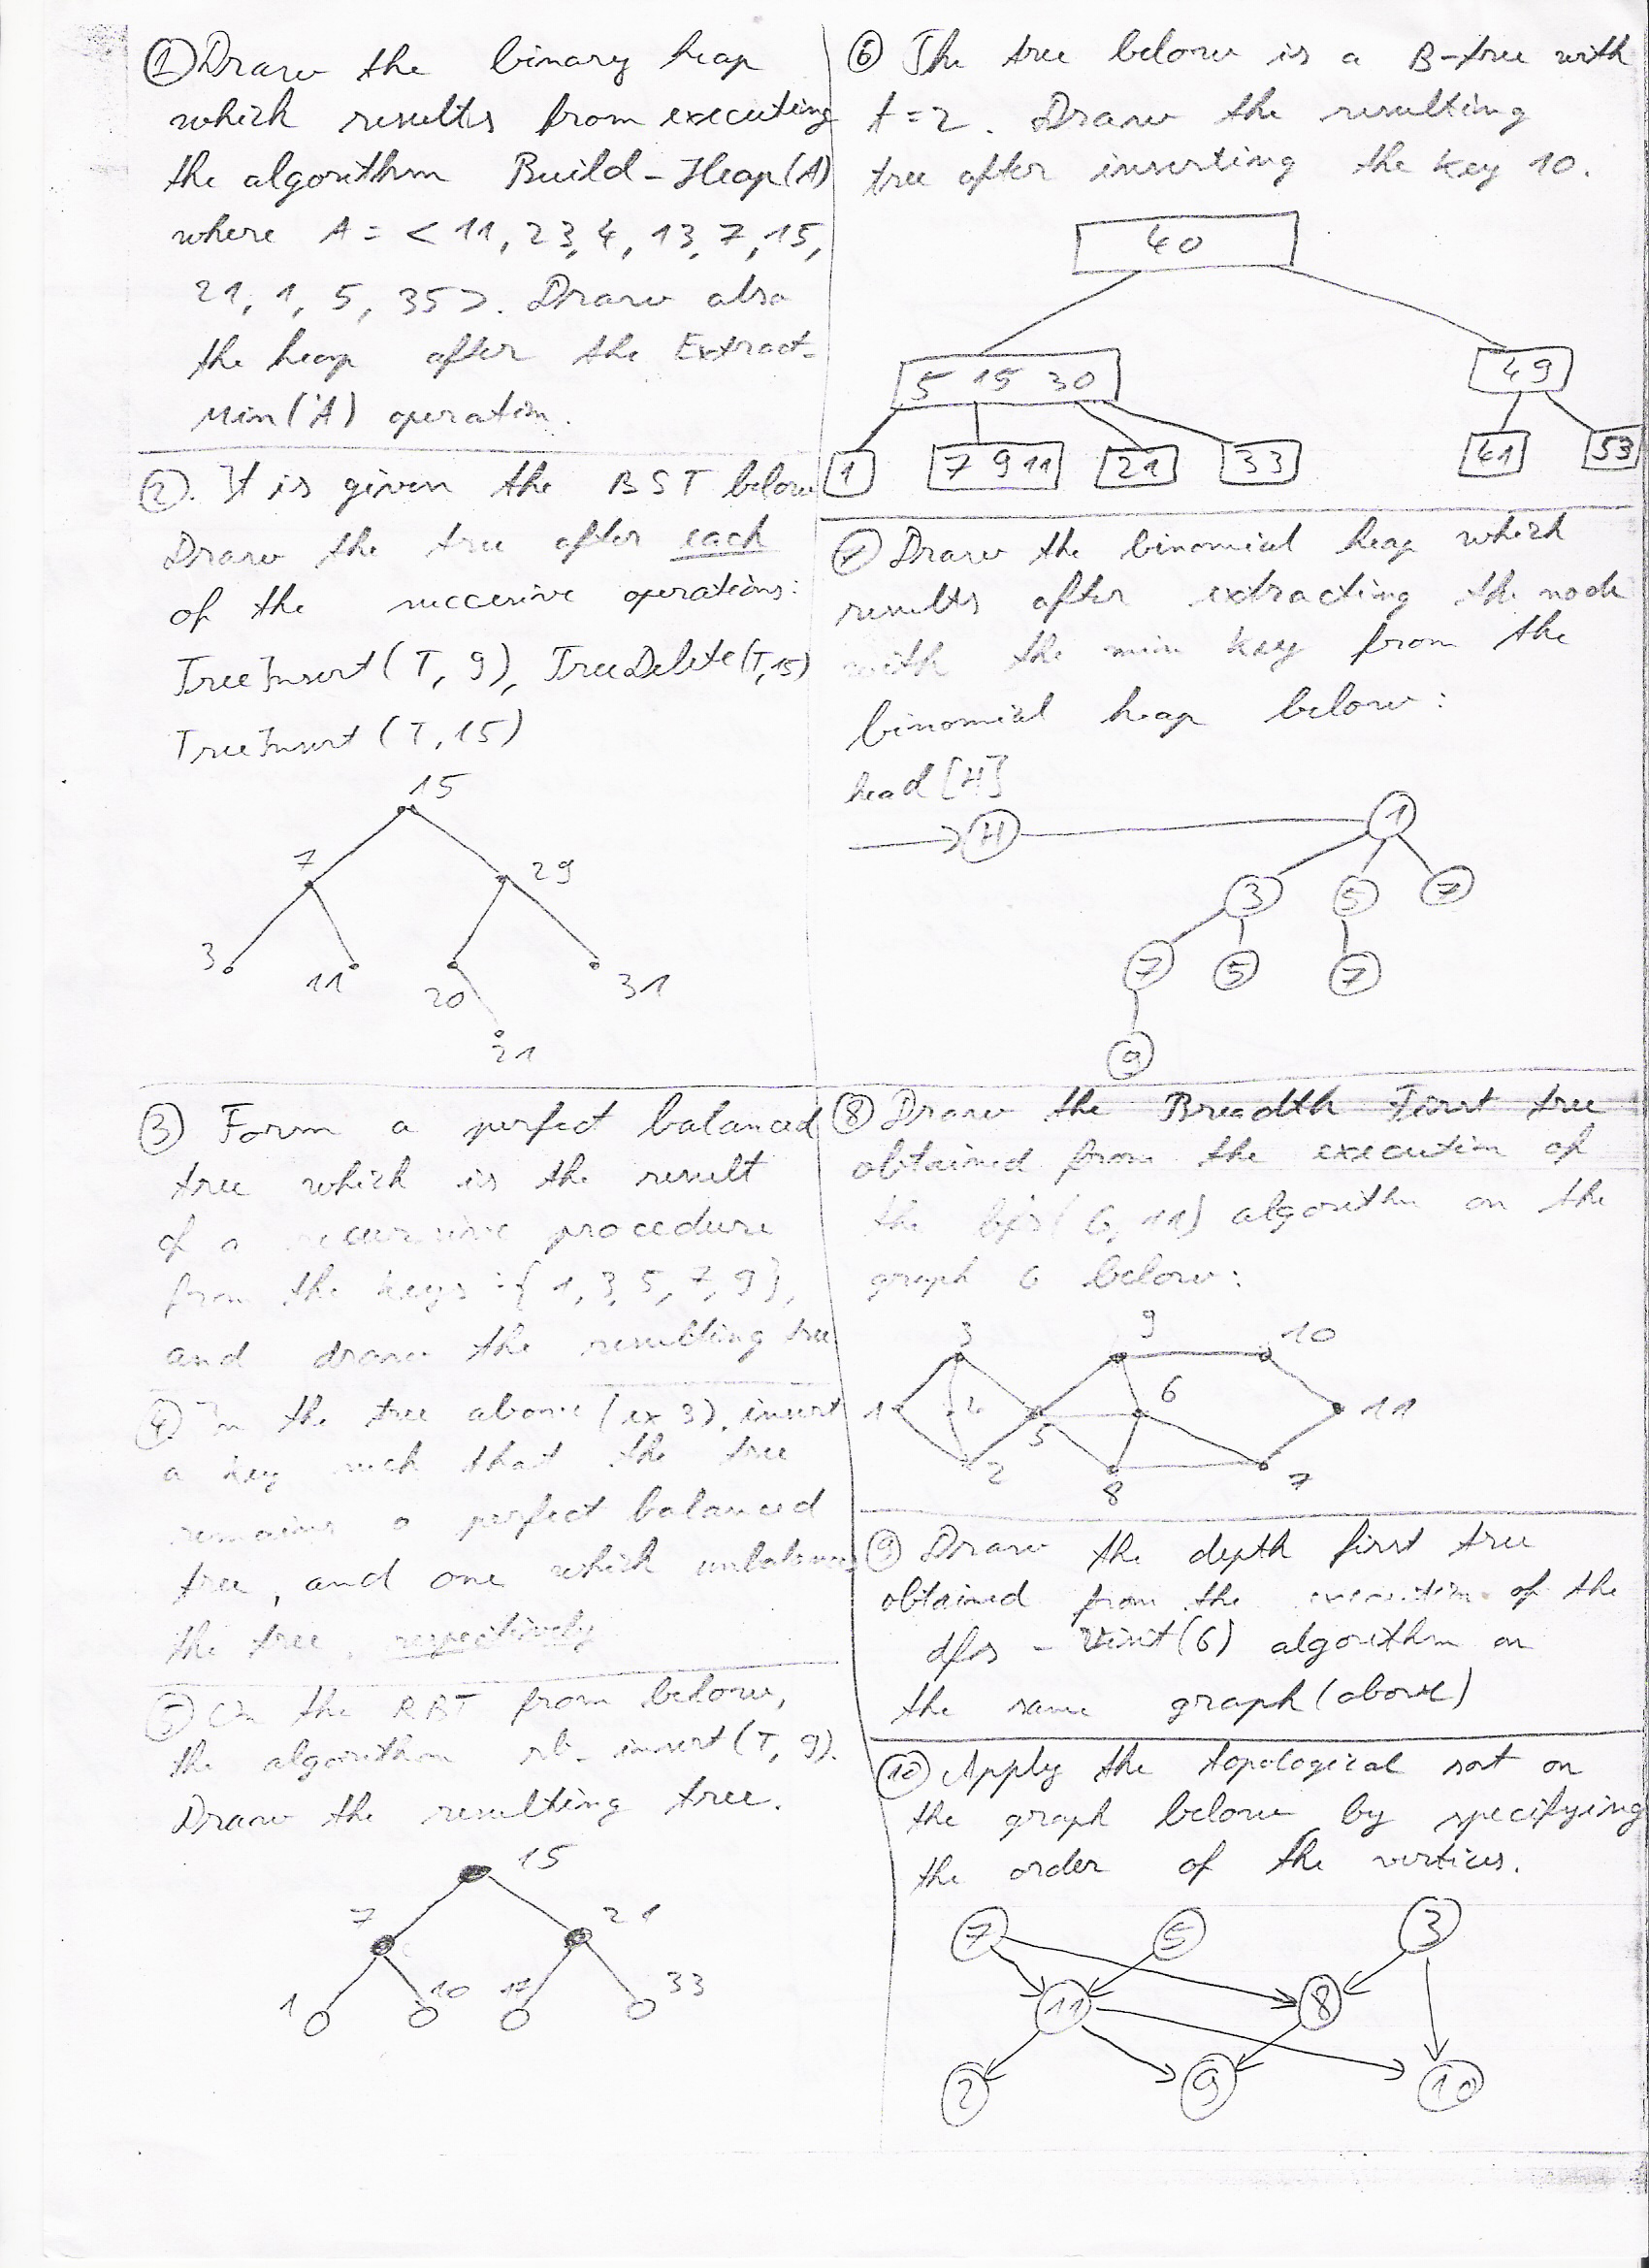 ① Draw the binary heap
which results from executing
the algorithm Build-Heap(A)
where A = < 11, 23, 4, 13, 7, 15,
21, 1, 5, 35 >. Draw also
the heap after the Extract-
Min(A) operation.
②. It is given the BST below
Draw the tree after each
of the succesive operations:
TreeInsert(T, 9), TreeDelete(T,15)
TreeInsert(T,15)
15
7 29
3 11 20 31
21
③ Form a perfect balanced
tree which is the result
of a recursive procedure
from the keys : { 1, 3, 5, 7, 9 },
and draw the resulting tree
④ In the tree above (ex 3), insert
a key such that the tree
remains a perfect balanced
tree, and one which
the tree, respectively
On the RBT from below,
the algorithm rb-insert(T, 9).
Draw the resulting tree.
15
7 21
1 10 17 33
⑥ The tree below is a B-tree with
t=2. Draw the resulting
tree after inserting the key 10.
40
5 15 30 49
1 7 9 11 21 33 41 53
⑦ Draw the binomial heap which
results after extracting the node
with the min key from the
binomial heap below:
head [H]
H 1
3 5 7
7 5 7
9
⑧ Draw the Breadth First tree
obtained from the execution of
the bfs(G, 11) algorithm on the
graph G below:
3 9 10
1 4 5 6 11
2 8 7
⑨ Draw the depth first tree
obtained from the execution of the
dfs - Visit(6) algorithm on
the same graph (above)
⑩ Apply the topological sort on
the graph below by specifying
the order of the vertices.
7 5 3
11 8
2 9 10